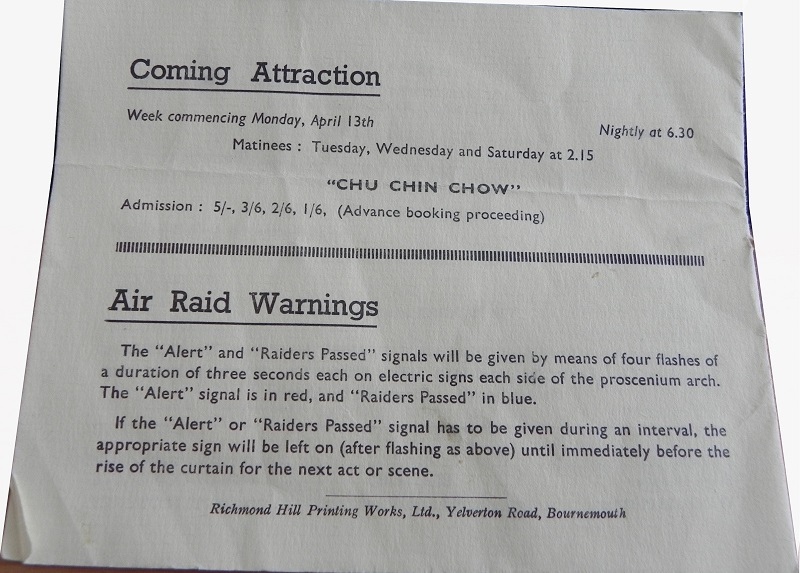 Coming Attraction
Week commencing Monday, April 13th
Nightly at 6.30
Matinees : Tuesday, Wednesday and Saturday at 2.15
"CHU CHIN CHOW"
Admission : 5/-, 3/6, 2/6, 1/6, (Advance booking proceeding)
Air Raid Warnings
The "Alert" and "Raiders Passed" signals will be given by means of four flashes of
a duration of three seconds each on electric signs each side of the proscenium arch.
The "Alert" signal is in red, and "Raiders Passed" in blue.
If the "Alert" or "Raiders Passed" signal has to be given during an interval, the
appropriate sign will be left on (after flashing as above) until immediately before the
rise of the curtain for the next act or scene.
Richmond Hill Printing Works, Ltd., Yelverton Road, Bournemouth